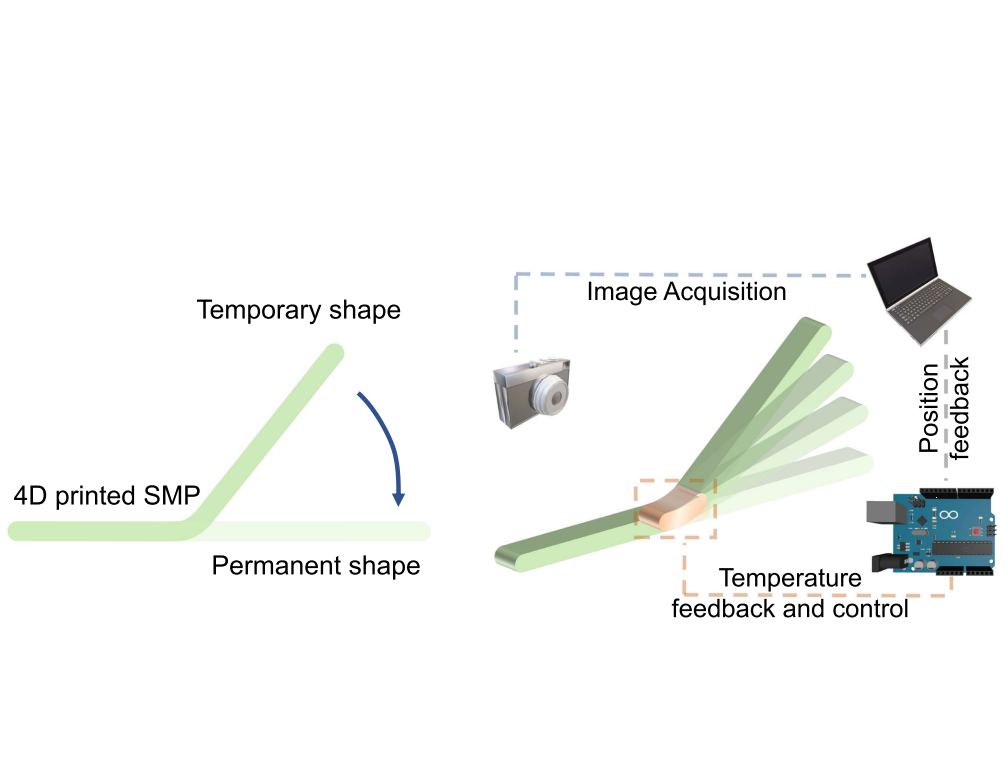 Temporary shape
4D printed SMP
Permanent shape
Image Acquisition
Position
feedback
Temperature
feedback and control